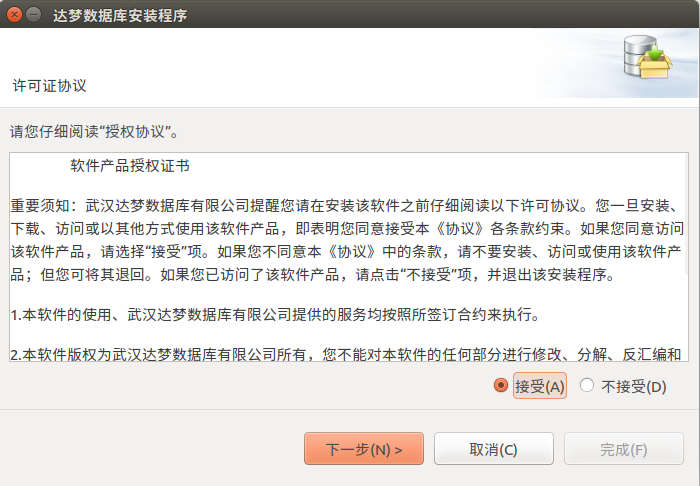 达梦数据库安装程序
许可证协议
请您仔细阅读“授权协议”。
软件产品授权证书
重要须知：武汉达梦数据库有限公司提醒您请在安装该软件之前仔细阅读以下许可协议。您一旦安装、
下载、访问或以其他方式使用该软件产品，即表明您同意接受本《协议》各条款约束。如果您同意访问
该软件产品，请选择“接受”项。如果您不同意本《协议》中的条款，请不要安装、访问或使用该软件产
品；但您可将其退回。如果您已访问了该软件产品，请点击“不接受”项，并退出该安装程序。
1.本软件的使用、武汉达梦数据库有限公司提供的服务均按照所签订合约来执行。
2.本软件版权为武汉达梦数据库有限公司所有，您不能对本软件的任何部分进行修改、分解、反汇编和
接受(A) 不接受(D)
下一步(N) > 取消(C) 完成(F)